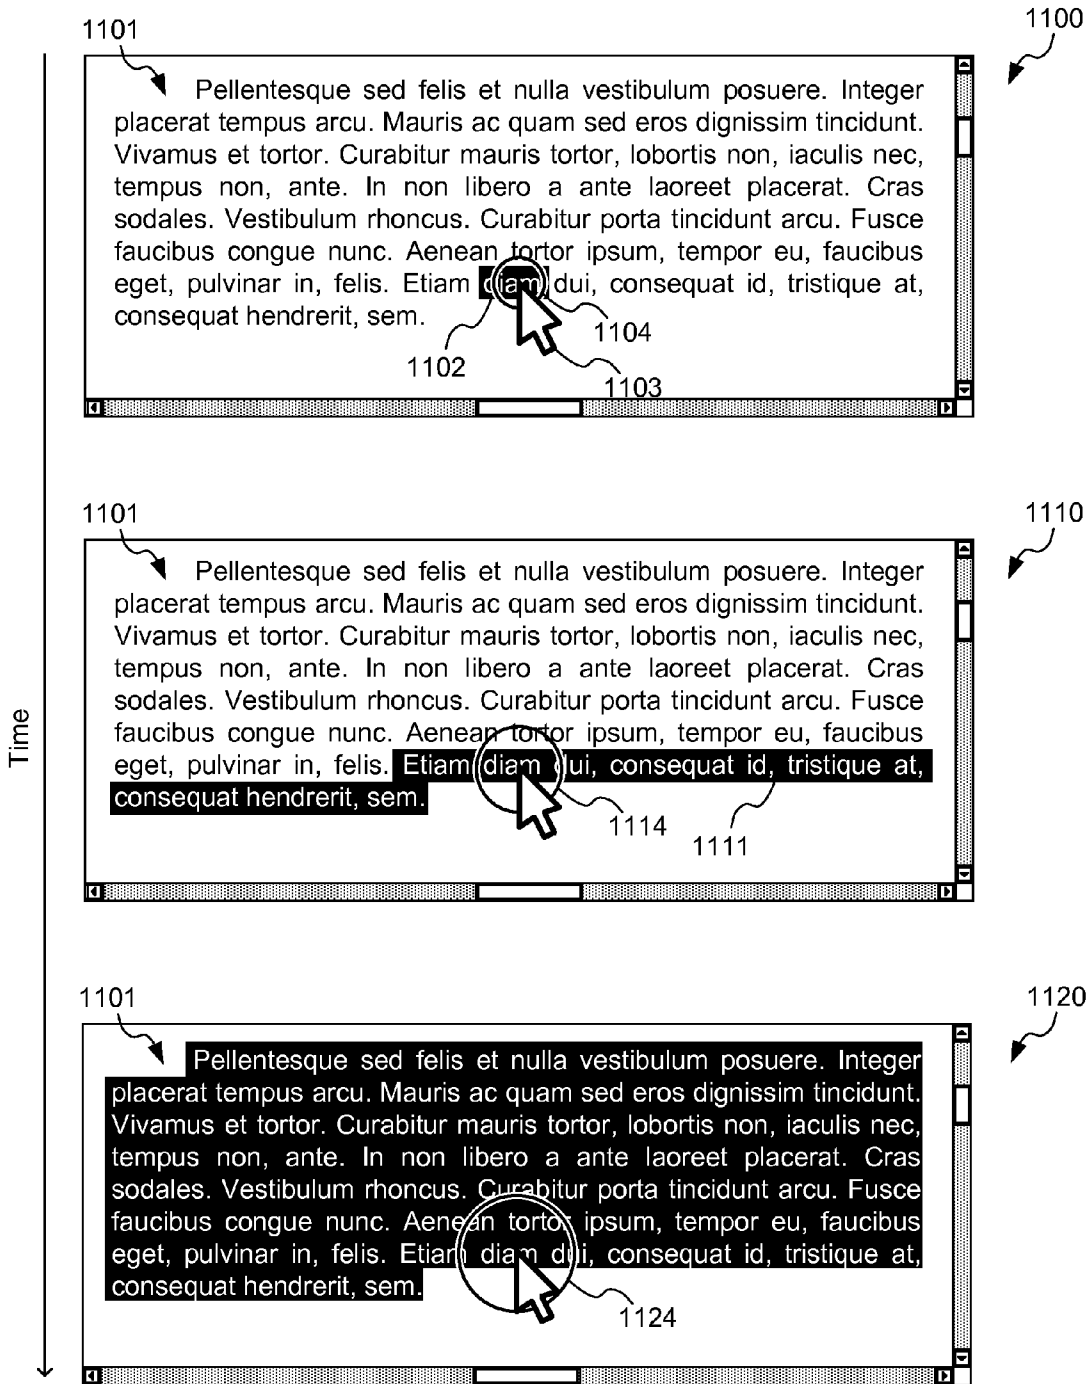 1101
1100
Pellentesque sed felis et nulla vestibulum posuere. Integer
placerat tempus arcu. Mauris ac quam sed eros dignissim tincidunt.
Vivamus et tortor. Curabitur mauris tortor, lobortis non, iaculis nec,
tempus non, ante. In non libero a ante laoreet placerat. Cras
sodales. Vestibulum rhoncus. Curabitur porta tincidunt arcu. Fusce
faucibus congue nunc. Aenean tortor ipsum, tempor eu, faucibus
eget, pulvinar in, felis. Etiam diam dui, consequat id, tristique at,
consequat hendrerit, sem.
1104
1102
1103
1101
1110
Pellentesque sed felis et nulla vestibulum posuere. Integer
placerat tempus arcu. Mauris ac quam sed eros dignissim tincidunt.
Vivamus et tortor. Curabitur mauris tortor, lobortis non, iaculis nec,
tempus non, ante. In non libero a ante laoreet placerat. Cras
sodales. Vestibulum rhoncus. Curabitur porta tincidunt arcu. Fusce
faucibus congue nunc. Aenean tortor ipsum, tempor eu, faucibus
eget, pulvinar in, felis. Etiam diam dui, consequat id, tristique at,
consequat hendrerit, sem.
1114
1111
Time
1101
1120
Pellentesque sed felis et nulla vestibulum posuere. Integer
placerat tempus arcu. Mauris ac quam sed eros dignissim tincidunt.
Vivamus et tortor. Curabitur mauris tortor, lobortis non, iaculis nec,
tempus non, ante. In non libero a ante laoreet placerat. Cras
sodales. Vestibulum rhoncus. Curabitur porta tincidunt arcu. Fusce
faucibus congue nunc. Aenean tortor ipsum, tempor eu, faucibus
eget, pulvinar in, felis. Etiam diam dui, consequat id, tristique at,
consequat hendrerit, sem.
1124